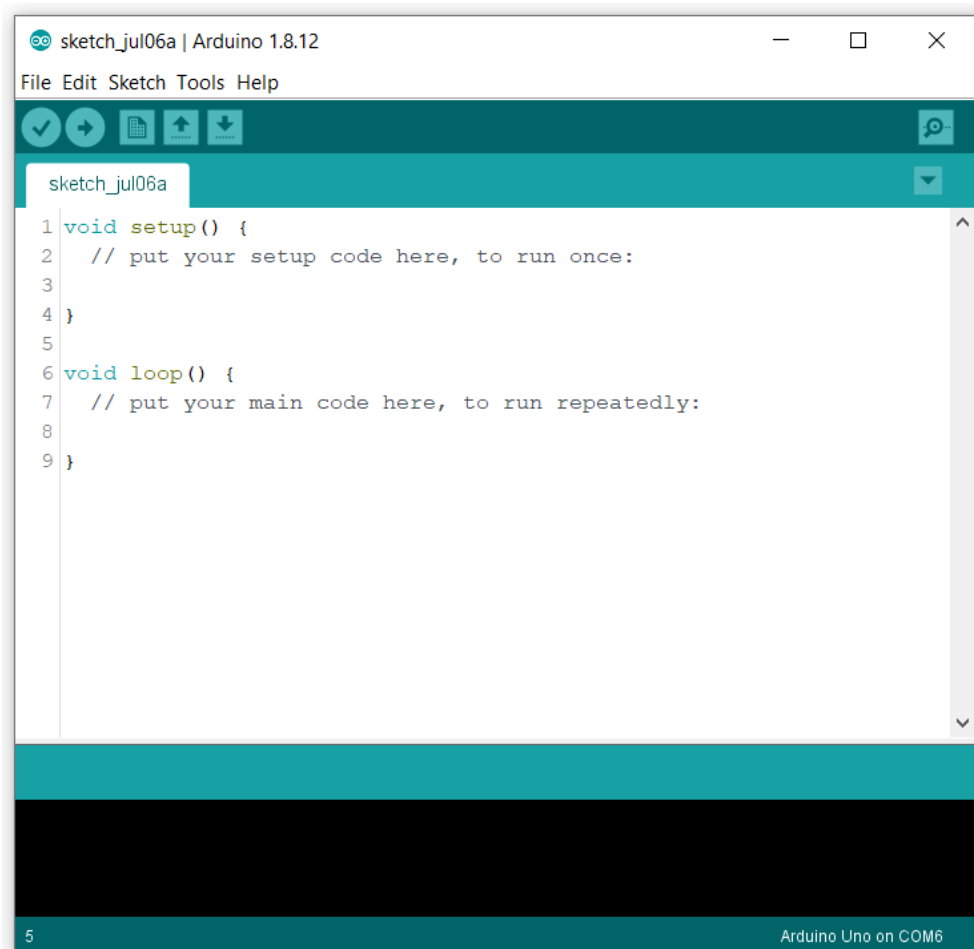 sketch_jul06a | Arduino 1.8.12
File Edit Sketch Tools Help
sketch_jul06a
1 void setup() {
2   // put your setup code here, to run once:
3
4 }
5
6 void loop() {
7   // put your main code here, to run repeatedly:
8
9 }
5 Arduino Uno on COM6